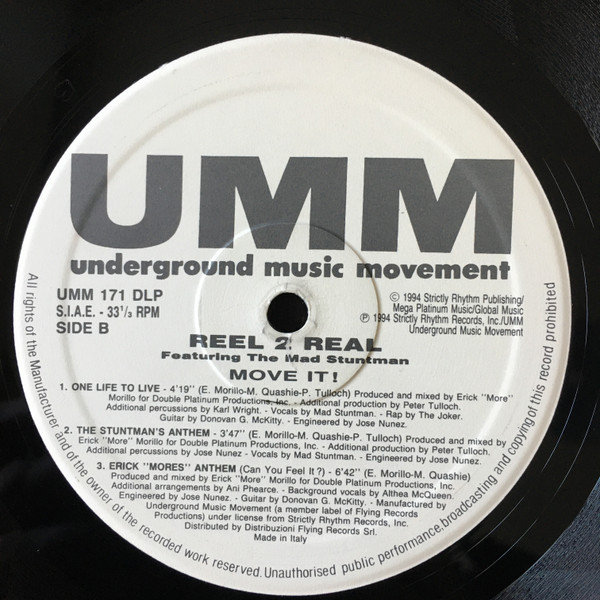 UMM
underground music movement
UMM 171 DLP
S.I.A.E. - 33 1/3 RPM
SIDE B
© 1994 Strictly Rhythm Publishing/
Mega Platinum Music/Global Music
℗ 1994 Strictly Rhythm Records, Inc./UMM
Underground Music Movement
REEL 2 REAL
Featuring The Mad Stuntman
MOVE IT!
1. ONE LIFE TO LIVE - 4'19" (E. Morillo-M. Quashie-P. Tulloch) Produced and mixed by Erick "More"
Morillo for Double Platinum Productions, Inc. - Additional production by Peter Tulloch.
Additional percussions by Karl Wright. - Vocals by Mad Stuntman. - Rap by The Joker.
Guitar by Donovan G. McKitty. - Engineered by Jose Nunez.
2. THE STUNTMAN'S ANTHEM - 3'47" (E. Morillo-M. Quashie-P. Tulloch) Produced and mixed by
Erick "More" Morillo for Double Platinum Productions, Inc. - Additional production by Peter Tulloch.
Additional percussions by Jose Nunez - Vocals by Mad Stuntman. - Engineered by Jose Nunez.
3. ERICK "MORES" ANTHEM (Can You Feel It?) - 6'42" (E. Morillo-M. Quashie)
Produced and mixed by Erick "More" Morillo for Double Platinum Productions, Inc.
Additional arrangements by Ani Phearce. - Background vocals by Althea McQueen.
Engineered by Jose Nunez. - Guitar by Donovan G. McKitty. - Manufactured by
Underground Music Movement (a member label of Flying Records
Productions) under license from Strictly Rhythm Records, Inc.
Distributed by Distribuzioni Flying Records Srl.
Made in Italy
All rights of the Manufacturer and of the owner of the recorded work reserved. Unauthorised public performance, broadcasting and copying of this record prohibited